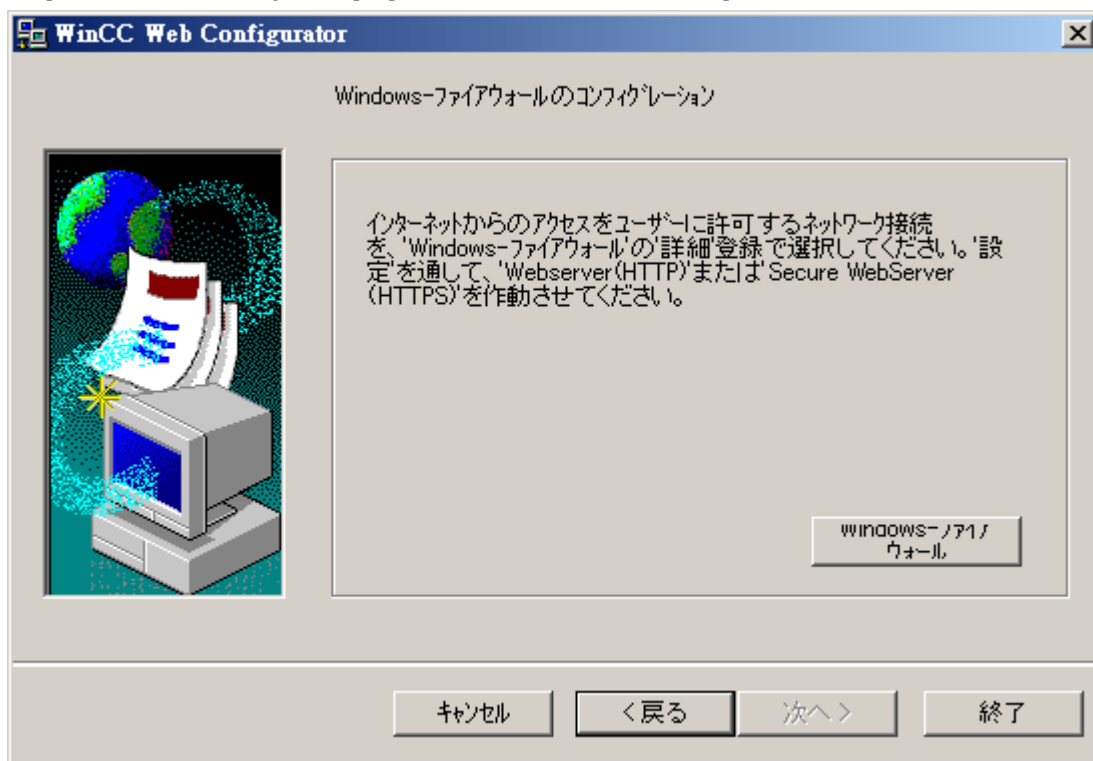 WinCC Web Configurator
Windows-ファイアウォールのコンフィグレーション
インターネットからのアクセスをユーザーに許可するネットワーク接続
を、'Windows-ファイアウォール'の'詳細'登録で選択してください。'設
定'を通して、'Webserver(HTTP)'または'Secure WebServer
(HTTPS)'を作動させてください。
Windows-ファイア
ウォール
キャンセル
<戻る
次へ>
終了